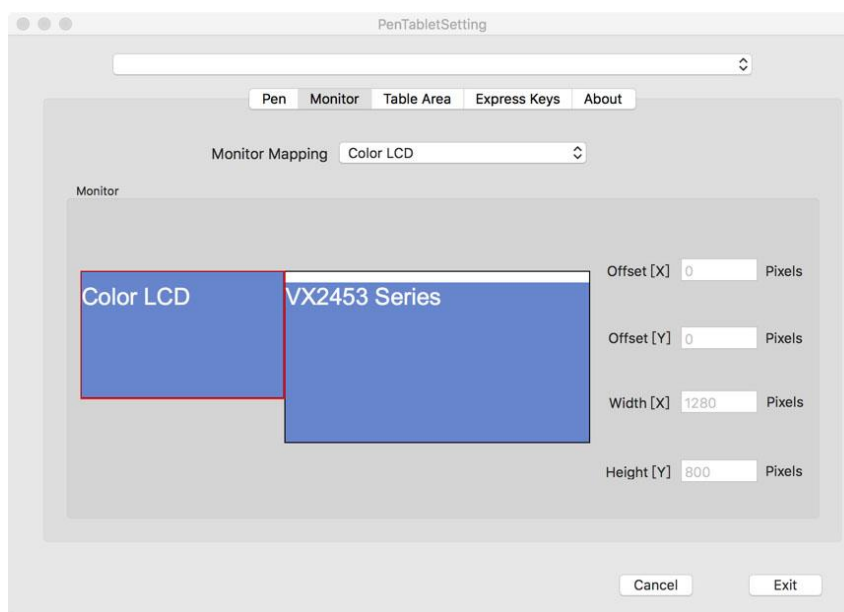 PenTabletSetting
Pen Monitor Table Area Express Keys About
Monitor Mapping Color LCD
Monitor
Offset [X] 0 Pixels
Color LCD VX2453 Series
Offset [Y] 0 Pixels
Width [X] 1280 Pixels
Height [Y] 800 Pixels
Cancel Exit